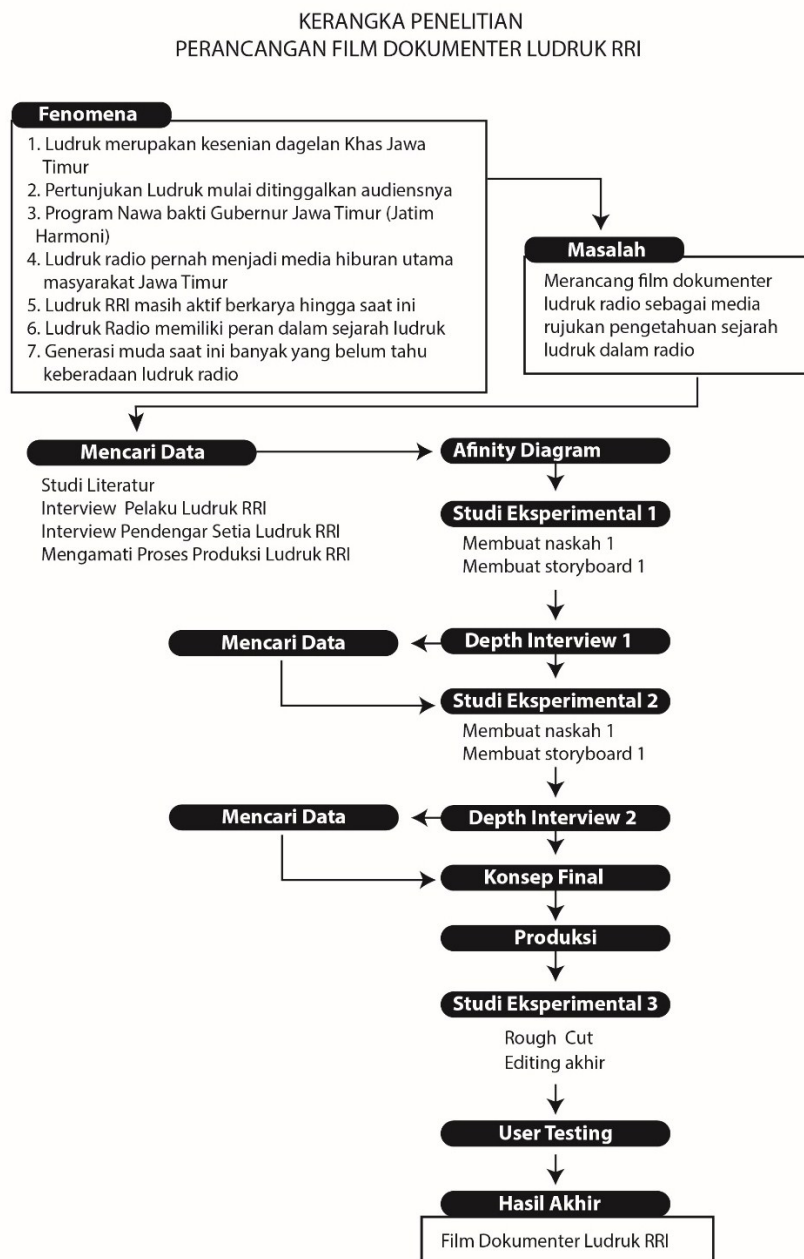 KERANGKA PENELITIAN
PERANCANGAN FILM DOKUMENTER LUDRUK RRI
Fenomena
1. Ludruk merupakan kesenian dagelan Khas Jawa
Timur
2. Pertunjukan Ludruk mulai ditinggalkan audiensnya
3. Program Nawa bakti Gubernur Jawa Timur (Jatim
Harmoni)
4. Ludruk radio pernah menjadi media hiburan utama
masyarakat Jawa Timur
5. Ludruk RRI masih aktif berkarya hingga saat ini
6. Ludruk Radio memiliki peran dalam sejarah ludruk
7. Generasi muda saat ini banyak yang belum tahu
keberadaan ludruk radio
Masalah
Merancang film dokumenter
ludruk radio sebagai media
rujukan pengetahuan sejarah
ludruk dalam radio
Mencari Data
Studi Literatur
Interview Pelaku Ludruk RRI
Interview Pendengar Setia Ludruk RRI
Mengamati Proses Produksi Ludruk RRI
Afinity Diagram
Studi Eksperimental 1
Membuat naskah 1
Membuat storyboard 1
Depth Interview 1
Mencari Data
Studi Eksperimental 2
Membuat naskah 1
Membuat storyboard 1
Depth Interview 2
Mencari Data
Konsep Final
Produksi
Studi Eksperimental 3
Rough Cut
Editing akhir
User Testing
Hasil Akhir
Film Dokumenter Ludruk RRI